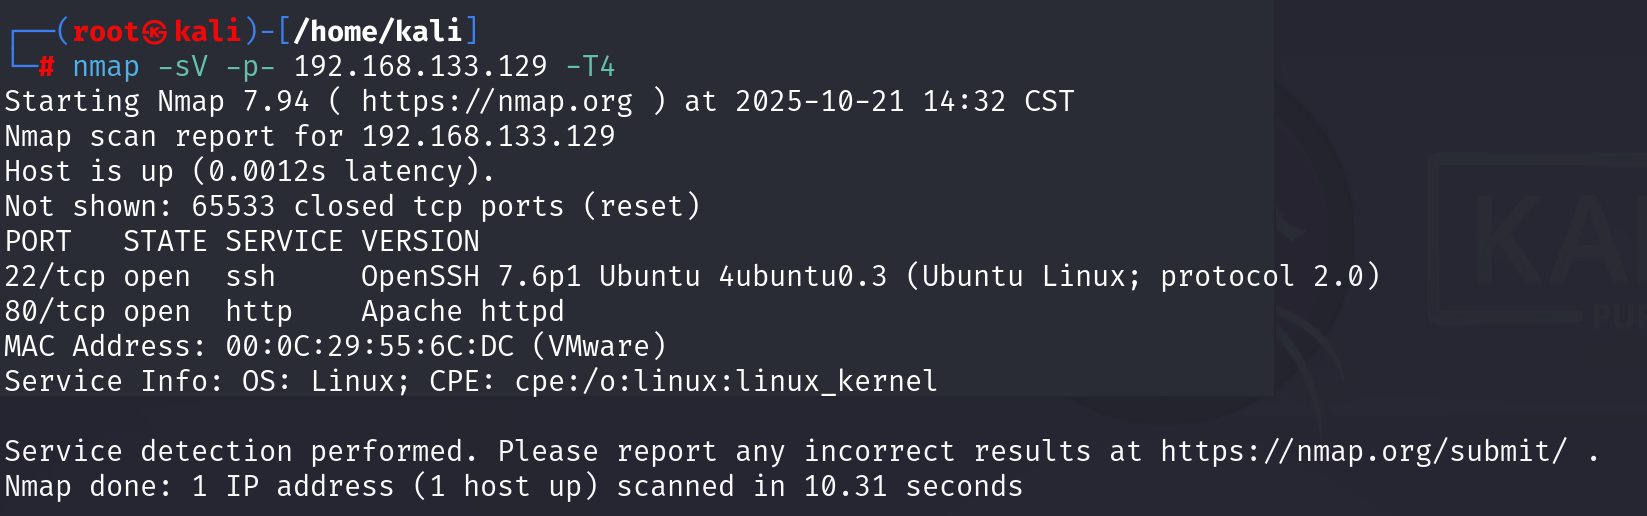 ┌──(root㉿kali)-[/home/kali]
└─# nmap -sV -p- 192.168.133.129 -T4
Starting Nmap 7.94 ( https://nmap.org ) at 2025-10-21 14:32 CST
Nmap scan report for 192.168.133.129
Host is up (0.0012s latency).
Not shown: 65533 closed tcp ports (reset)
PORT   STATE SERVICE VERSION
22/tcp open  ssh     OpenSSH 7.6p1 Ubuntu 4ubuntu0.3 (Ubuntu Linux; protocol 2.0)
80/tcp open  http    Apache httpd
MAC Address: 00:0C:29:55:6C:DC (VMware)
Service Info: OS: Linux; CPE: cpe:/o:linux:linux_kernel

Service detection performed. Please report any incorrect results at https://nmap.org/submit/ .
Nmap done: 1 IP address (1 host up) scanned in 10.31 seconds
KA
PU